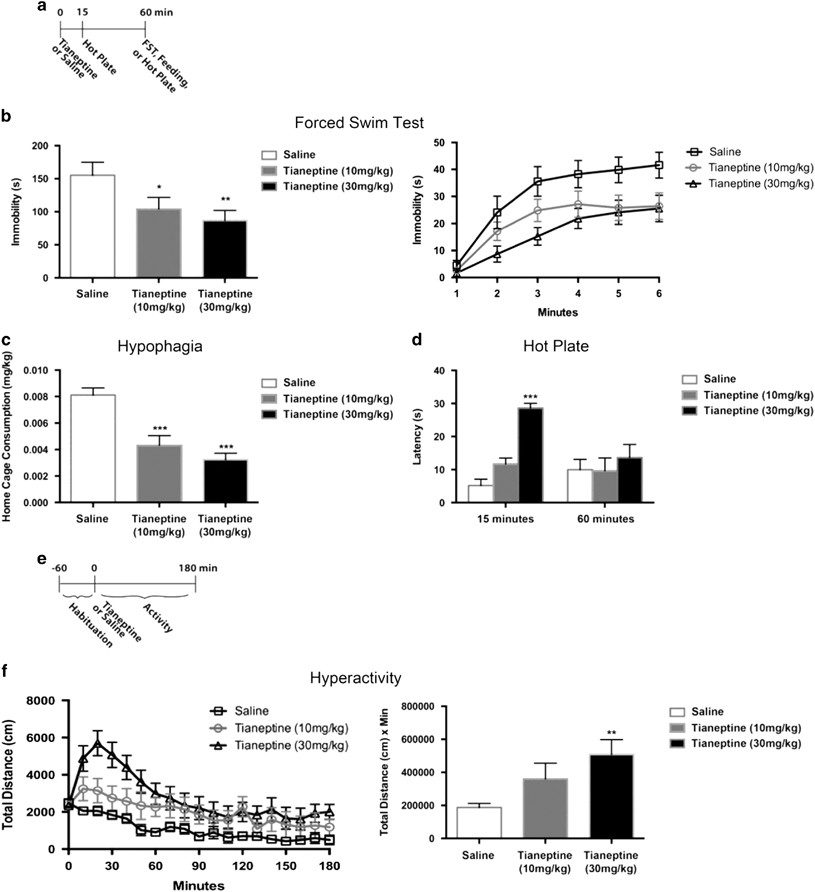 a
0 15 60 min
Tianeptine
or Saline
Hot Plate
FST, Feeding,
or Hot Plate
b
Forced Swim Test
200
150
100
50
0
Immobility (s)
*
**
Saline
Tianeptine
(10mg/kg)
Tianeptine
(30mg/kg)
Saline
Tianeptine (10mg/kg)
Tianeptine (30mg/kg)
50
40
30
20
10
0
Immobility (s)
1 2 3 4 5 6
Minutes
Saline
Tianeptine (10mg/kg)
Tianeptine (30mg/kg)
c
Hypophagia
Home Cage Consumption (mg/kg)
0.010
0.008
0.006
0.004
0.002
0.000
***
***
Saline
Tianeptine
(10mg/kg)
Tianeptine
(30mg/kg)
Saline
Tianeptine (10mg/kg)
Tianeptine (30mg/kg)
d
Hot Plate
40
30
20
10
0
Latency (s)
***
15 minutes
60 minutes
Saline
Tianeptine (10mg/kg)
Tianeptine (30mg/kg)
e
-60 0 180 min
Habituation
Tianeptine
or Saline
Activity
f
Hyperactivity
8000
6000
4000
2000
0
Total Distance (cm)
0 30 60 90 120 150 180
Minutes
Saline
Tianeptine (10mg/kg)
Tianeptine (30mg/kg)
Total Distance (cm) x Min
800000
600000
400000
200000
0
**
Saline
Tianeptine
(10mg/kg)
Tianeptine
(30mg/kg)
Saline
Tianeptine (10mg/kg)
Tianeptine (30mg/kg)